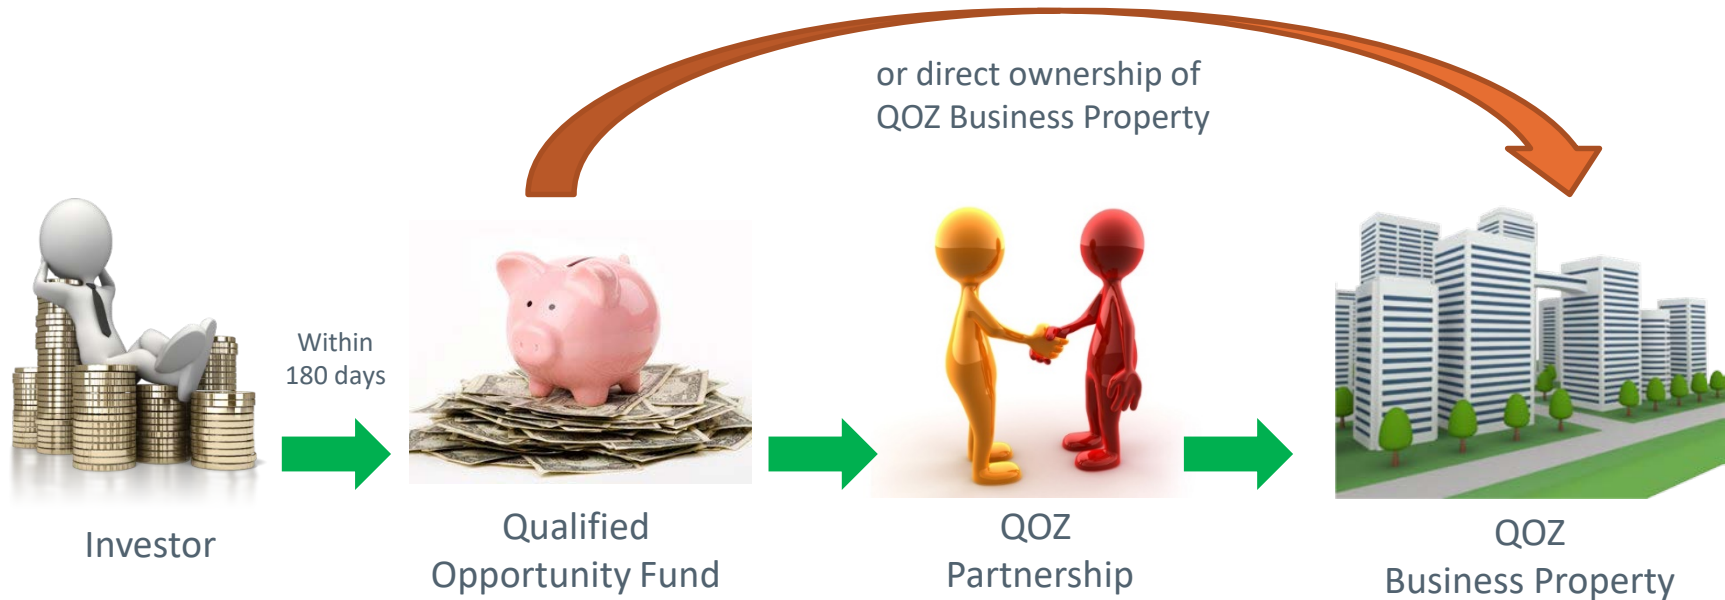 or direct ownership of
QOZ Business Property
Within
180 days
Investor
Qualified
Opportunity Fund
QOZ
Partnership
QOZ
Business Property